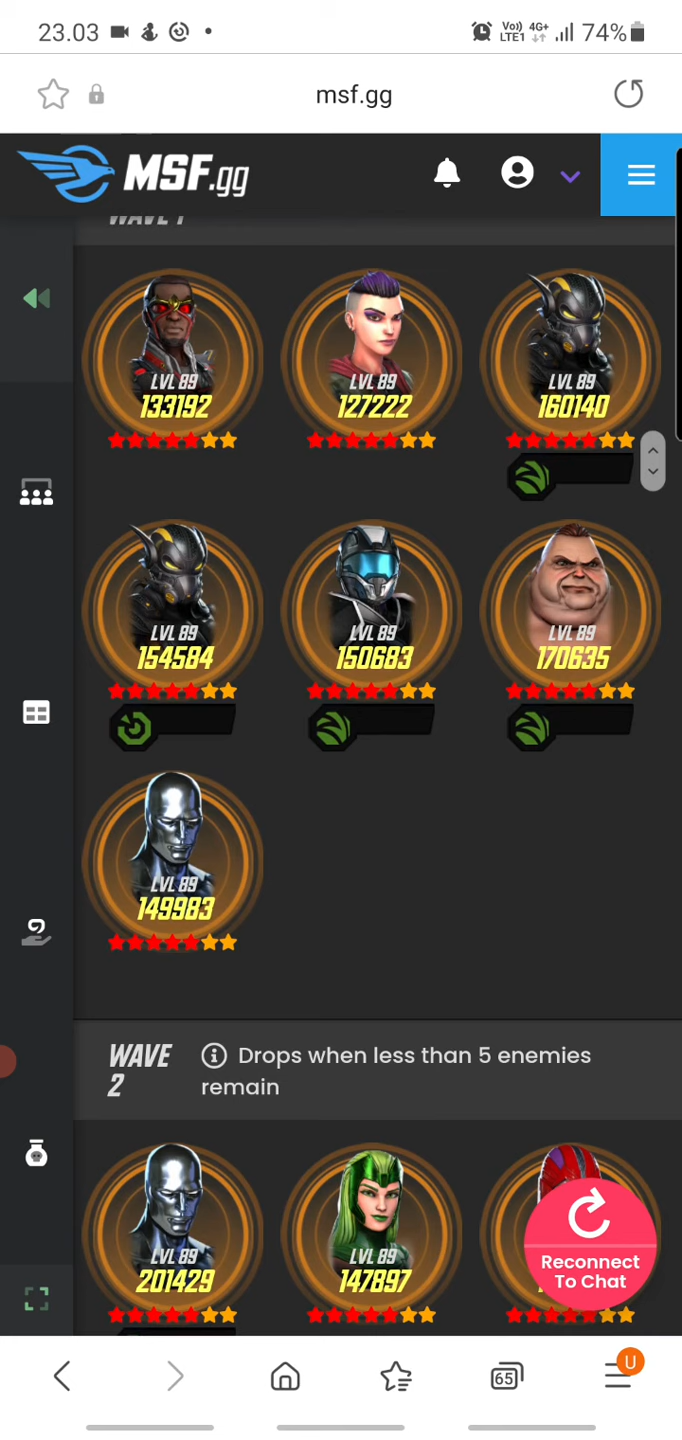 23.03
Vo)) 4G+
LTE1
74%
msf.gg
MSF.gg
WAVE 1
LVL 89
133192
LVL 89
127222
LVL 89
160140
LVL 89
154584
LVL 89
150683
LVL 89
170635
LVL 89
149983
WAVE
2
Drops when less than 5 enemies
remain
LVL 89
201429
LVL 89
147897
Reconnect
To Chat
65
U